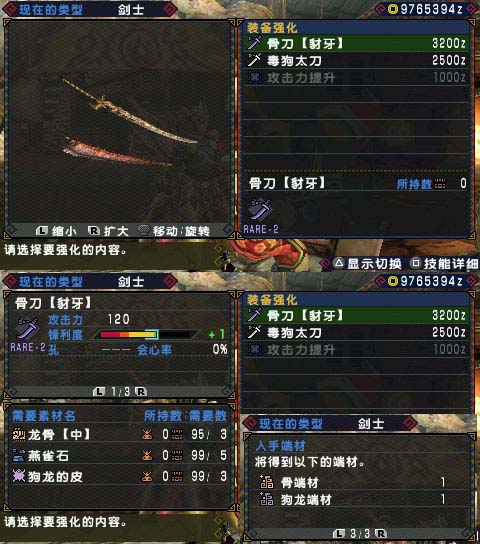 现在的类型 剑士
9765394z
装备强化
骨刀【豺牙】 3200z
毒狗太刀 2500z
攻击力提升 1000z
骨刀【豺牙】 所持数 0
RARE-2
L 缩小 R 扩大 移动/旋转
请选择要强化的内容。
△显示切换 □技能详细
现在的类型 剑士
9765394z
骨刀【豺牙】
攻击力 120
RARE-2
锋利度 +1
孔 --- 会心率 0%
L 1/3 R
装备强化
骨刀【豺牙】 3200z
毒狗太刀 2500z
攻击力提升 1000z
需要素材名 所持数/需要数
龙骨【中】 0 95/ 3
燕雀石 0 99/ 5
狗龙的皮 0 99/ 3
请选择要强化的内容。
现在的类型 剑士
入手端材
将得到以下的端材。
骨端材 1
狗龙端材 1
L 3/3 R